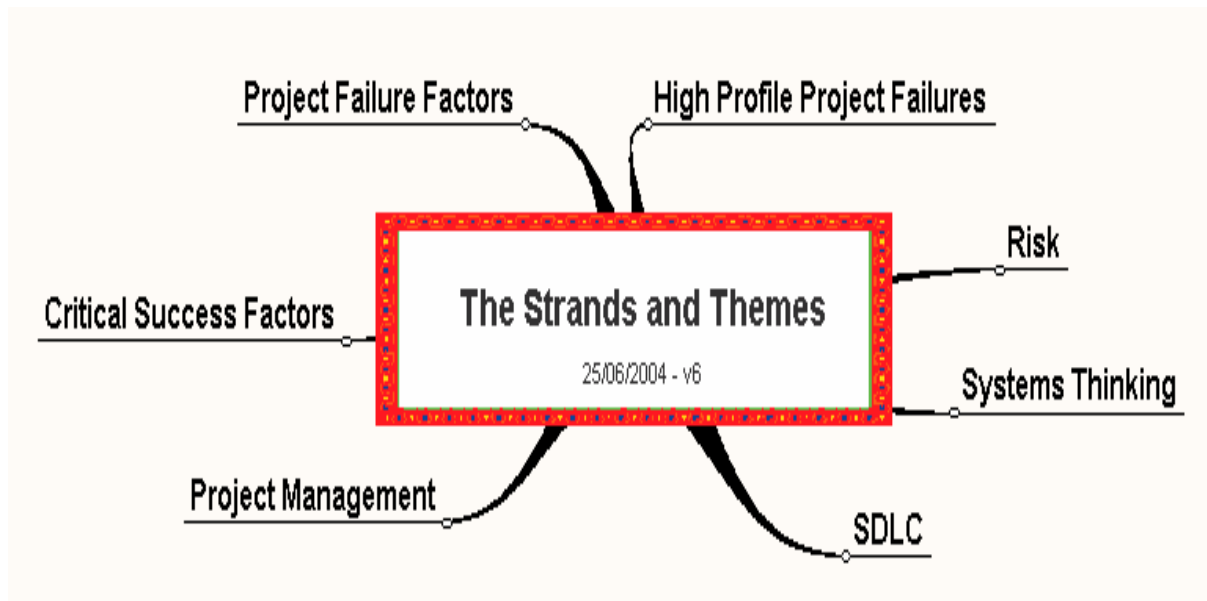 Project Failure Factors
High Profile Project Failures
Risk
Critical Success Factors
The Strands and Themes
25/06/2004 - v6
Systems Thinking
Project Management
SDLC